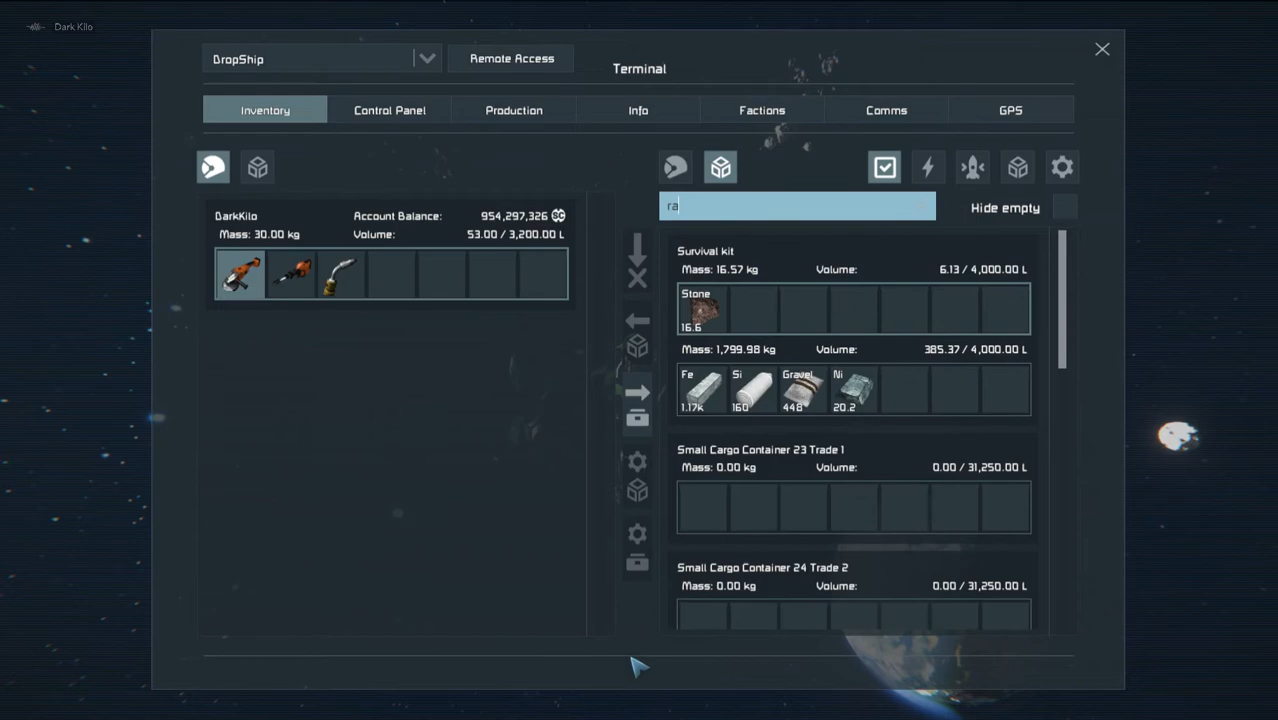 Dark Kilo
DropShip
Remote Access
Terminal
Inventory
Control Panel
Production
Info
Factions
Comms
GPS
DarkKilo
Account Balance:
954,297,326 SC
Mass: 30.00 kg
Volume:
53.00 / 3,200.00 L
ra
Hide empty
Survival kit
Mass: 16.57 kg
Volume:
6.13 / 4,000.00 L
Stone
16.6
Mass: 1,799.98 kg
Volume:
385.37 / 4,000.00 L
Fe
Si
Gravel
Ni
1.17k
160
448
20.2
Small Cargo Container 23 Trade 1
Mass: 0.00 kg
Volume:
0.00 / 31,250.00 L
Small Cargo Container 24 Trade 2
Mass: 0.00 kg
Volume:
0.00 / 31,250.00 L